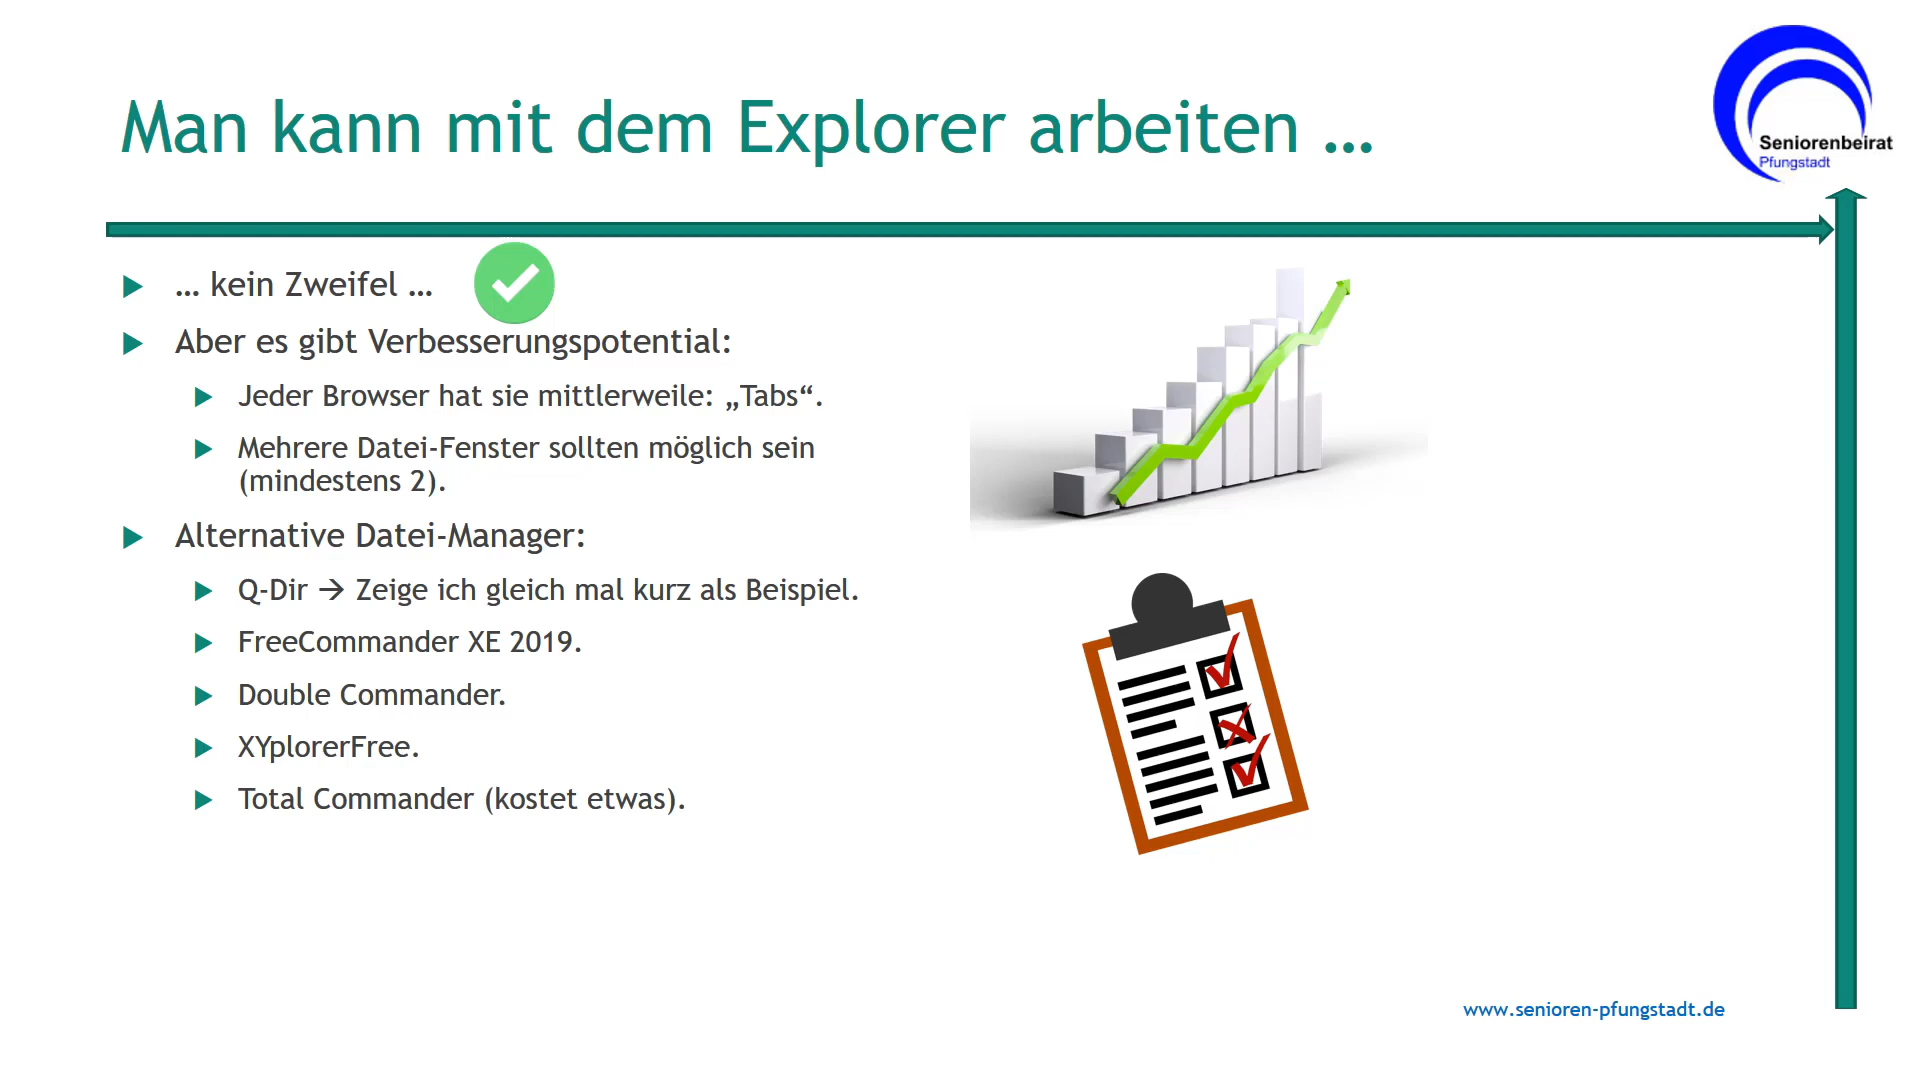 Man kann mit dem Explorer arbeiten …
Seniorenbeirat
Pfungstadt
… kein Zweifel …
Aber es gibt Verbesserungspotential:
Jeder Browser hat sie mittlerweile: „Tabs“.
Mehrere Datei-Fenster sollten möglich sein
(mindestens 2).
Alternative Datei-Manager:
Q-Dir → Zeige ich gleich mal kurz als Beispiel.
FreeCommander XE 2019.
Double Commander.
XYplorerFree.
Total Commander (kostet etwas).
www.senioren-pfungstadt.de